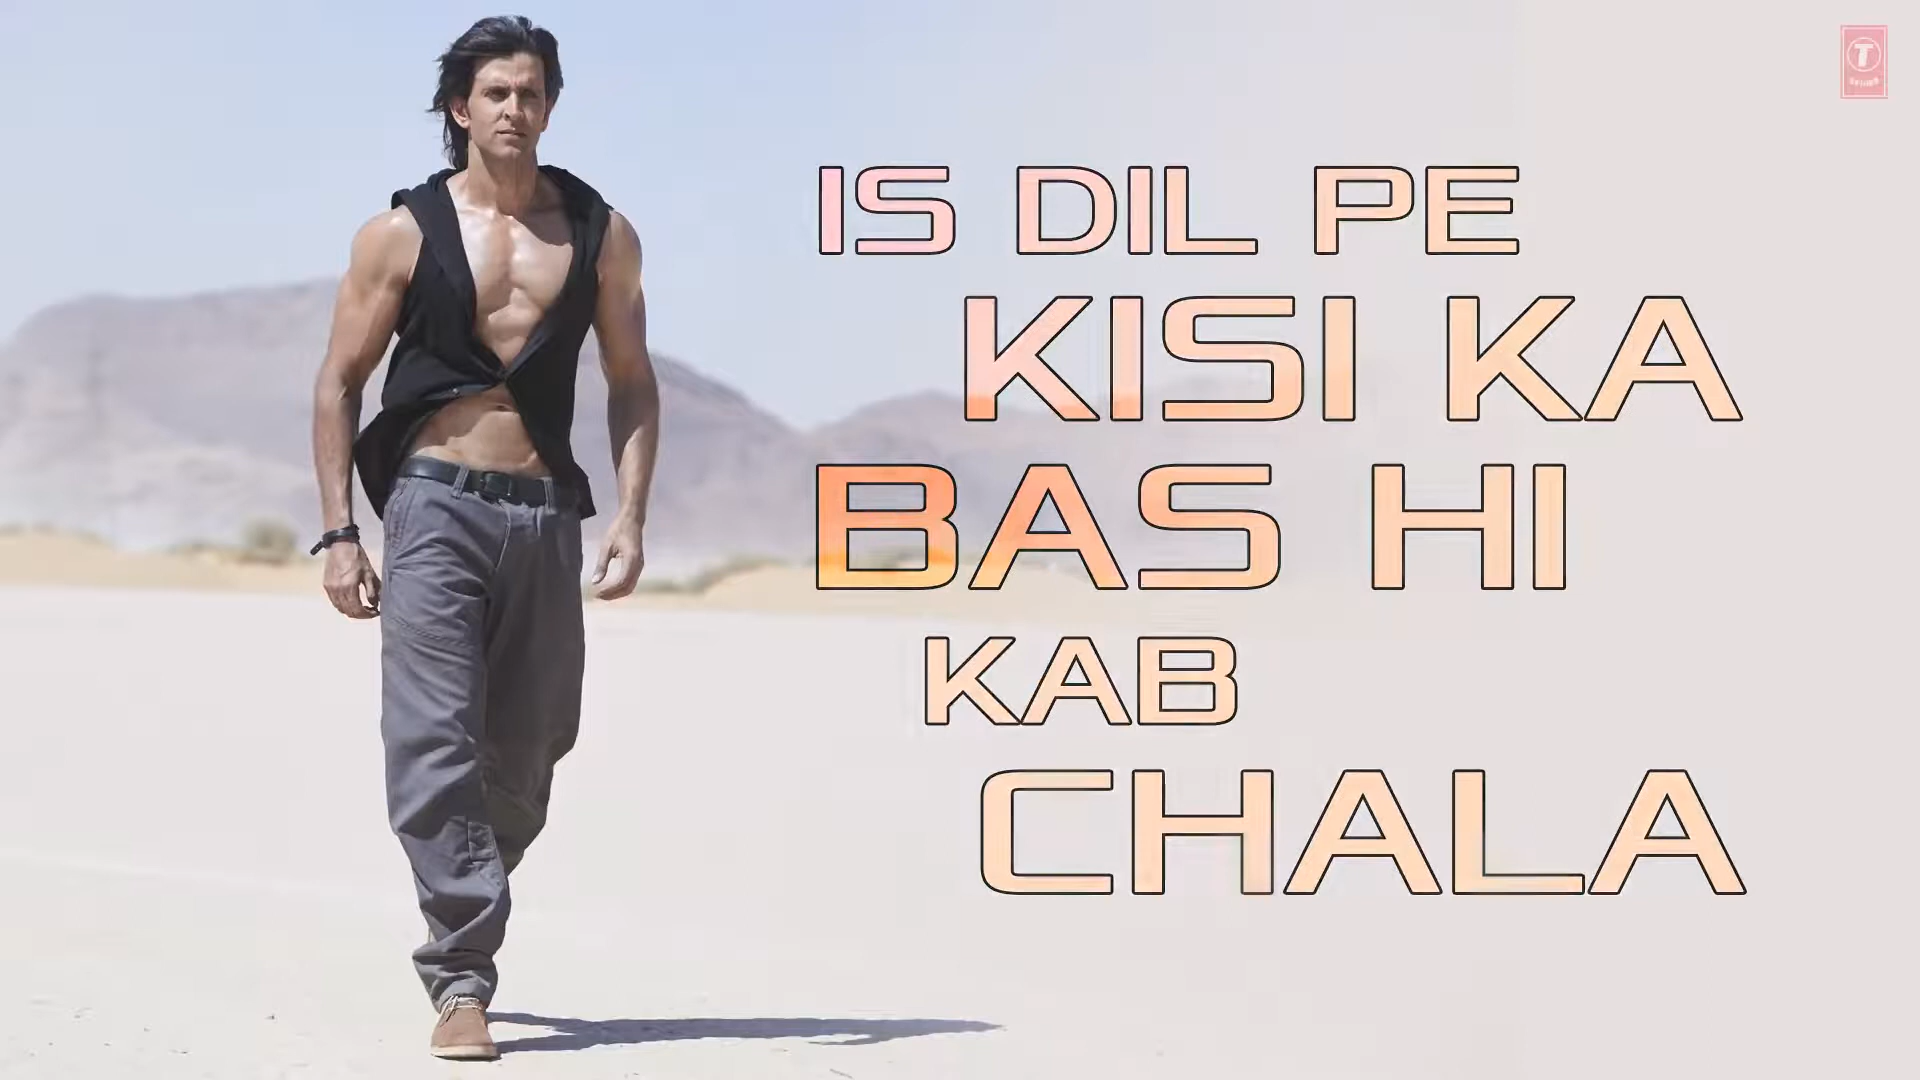 T
IS DIL PE
KISI KA
BAS HI
KAB
CHALA